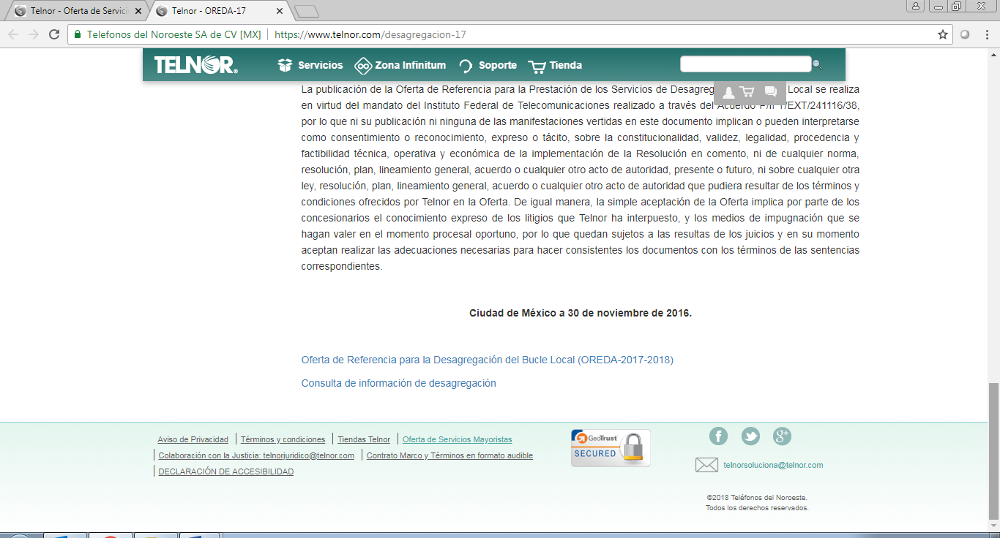 Telnor - Oferta de Servici
Telnor - OREDA-17
Telefonos del Noroeste SA de CV [MX] https://www.telnor.com/desagregacion-17
TELNOR® Servicios Zona Infinitum Soporte Tienda
La publicación de la Oferta de Referencia para la Prestación de los Servicios de Desagreg Local se realiza
en virtud del mandato del Instituto Federal de Telecomunicaciones realizado a través del Acuerdo /EXT/241116/38,
por lo que ni su publicación ni ninguna de las manifestaciones vertidas en este documento implican o pueden interpretarse
como consentimiento o reconocimiento, expreso o tácito, sobre la constitucionalidad, validez, legalidad, procedencia y
factibilidad técnica, operativa y económica de la implementación de la Resolución en comento, ni de cualquier norma,
resolución, plan, lineamiento general, acuerdo o cualquier otro acto de autoridad, presente o futuro, ni sobre cualquier otra
ley, resolución, plan, lineamiento general, acuerdo o cualquier otro acto de autoridad que pudiera resultar de los términos y
condiciones ofrecidos por Telnor en la Oferta. De igual manera, la simple aceptación de la Oferta implica por parte de los
concesionarios el conocimiento expreso de los litigios que Telnor ha interpuesto, y los medios de impugnación que se
hagan valer en el momento procesal oportuno, por lo que quedan sujetos a las resultas de los juicios y en su momento
aceptan realizar las adecuaciones necesarias para hacer consistentes los documentos con los términos de las sentencias
correspondientes.
Ciudad de México a 30 de noviembre de 2016.
Oferta de Referencia para la Desagregación del Bucle Local (OREDA-2017-2018)
Consulta de información de desagregación
Aviso de Privacidad Términos y condiciones Tiendas Telnor Oferta de Servicios Mayoristas
Colaboración con la Justicia: telnorjuridico@telnor.com Contrato Marco y Términos en formato audible
DECLARACIÓN DE ACCESIBILIDAD
GeoTrust
SECURED
telnorsoluciona@telnor.com
©2018 Teléfonos del Noroeste.
Todos los derechos reservados.